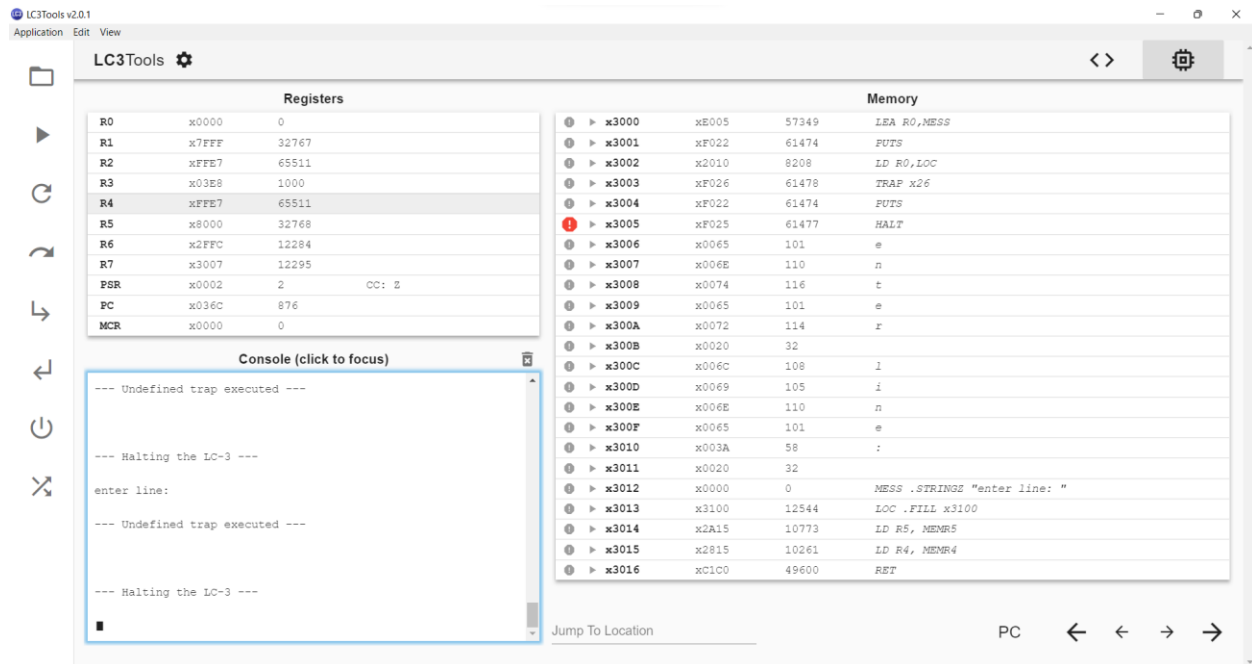 LC3Tools v2.0.1
Application Edit View
LC3Tools
Registers
R0 x0000 0
R1 x7FFF 32767
R2 xFFE7 65511
R3 x03E8 1000
R4 xFFE7 65511
R5 x8000 32768
R6 x2FFC 12284
R7 x3007 12295
PSR x0002 2 CC: Z
PC x036C 876
MCR x0000 0
Console (click to focus)
--- Undefined trap executed ---
--- Halting the LC-3 ---
enter line:
--- Undefined trap executed ---
--- Halting the LC-3 ---
Memory
x3000 xE005 57349 LEA R0,MESS
x3001 xF022 61474 PUTS
x3002 x2010 8208 LD R0,LOC
x3003 xF026 61478 TRAP x26
x3004 xF022 61474 PUTS
x3005 xF025 61477 HALT
x3006 x0065 101 e
x3007 x006E 110 n
x3008 x0074 116 t
x3009 x0065 101 e
x300A x0072 114 r
x300B x0020 32
x300C x006C 108 l
x300D x0069 105 i
x300E x006E 110 n
x300F x0065 101 e
x3010 x003A 58 :
x3011 x0020 32
x3012 x0000 0 MESS .STRINGZ "enter line: "
x3013 x3100 12544 LOC .FILL x3100
x3014 x2A15 10773 LD R5, MEMR5
x3015 x2815 10261 LD R4, MEMR4
x3016 xC1C0 49600 RET
Jump To Location
PC